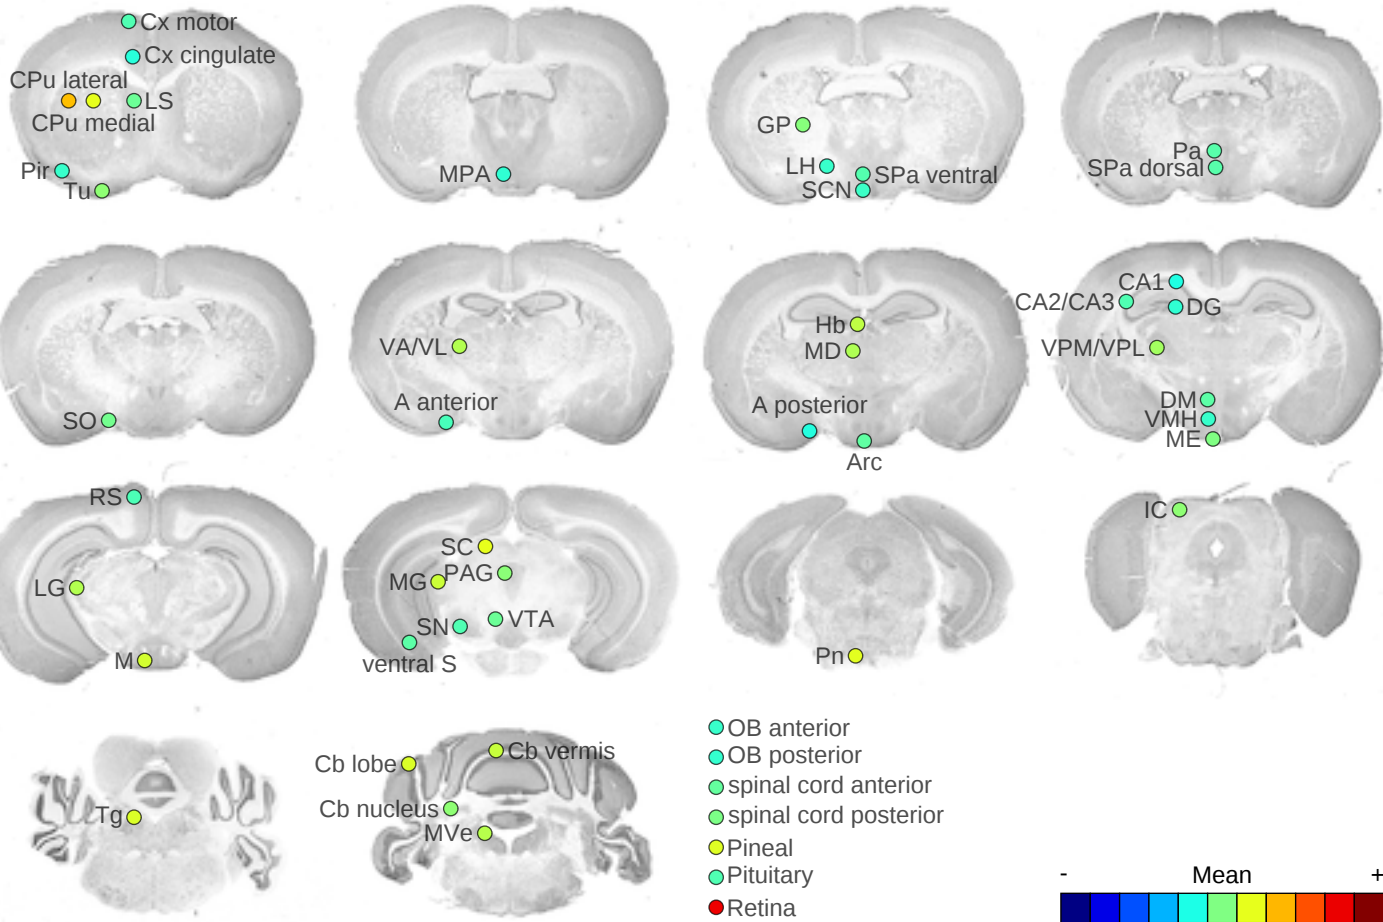 Cx motor
Cx cingulate
CPu lateral
LS
CPu medial
Pir
Tu
MPA
GP
LH
SPa ventral
SCN
Pa
SPa dorsal
SO
VA/VL
A anterior
Hb
MD
A posterior
Arc
CA1
CA2/CA3
DG
VPM/VPL
DM
VMH
ME
RS
LG
M
SC
PAG
MG
SN
VTA
ventral S
Pn
IC
Tg
Cb lobe
Cb vermis
Cb nucleus
MVe
OB anterior
OB posterior
spinal cord anterior
spinal cord posterior
Pineal
Pituitary
Retina
- Mean +